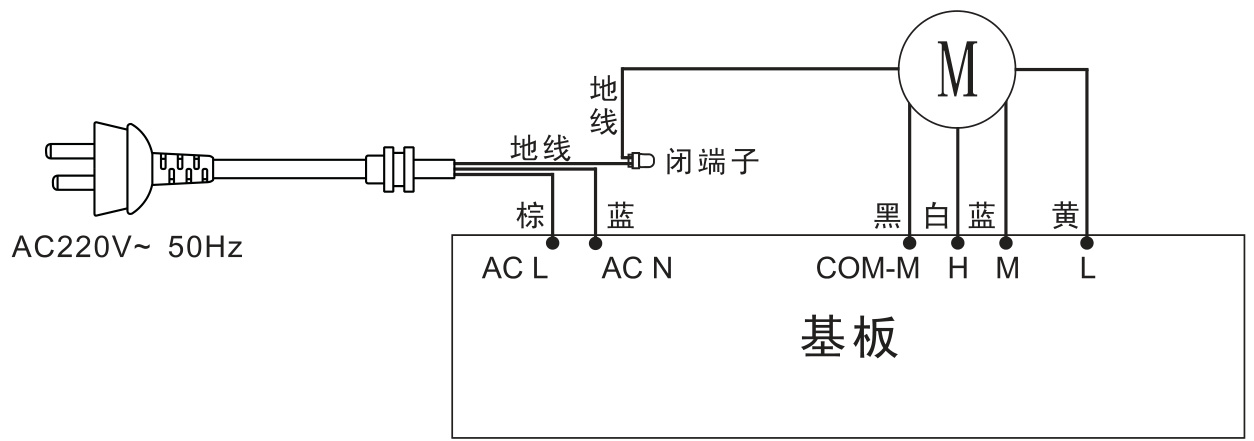 M
地线
地线
闭端子
棕 蓝 黑 白 蓝 黄
AC220V~ 50Hz
AC L AC N COM-M H M L
基板